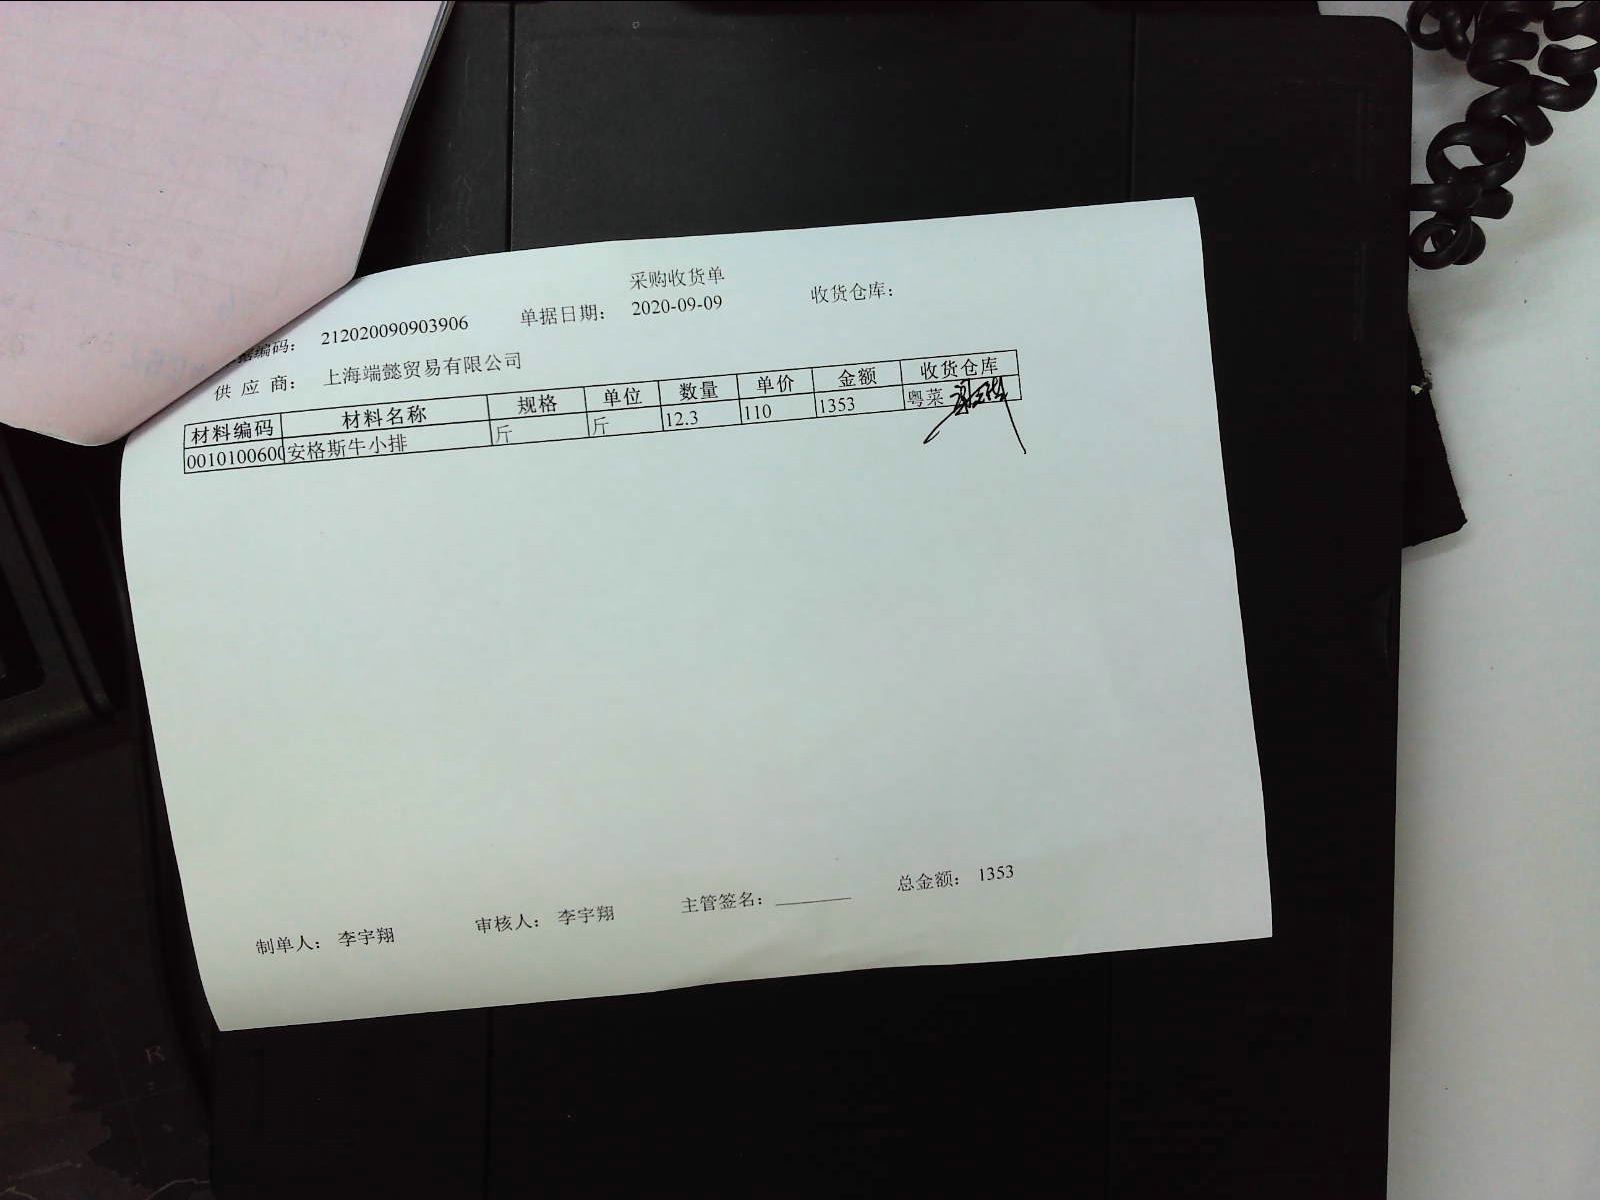 采购收货单
编码： 212020090903906 单据日期： 2020-09-09 收货仓库：
供 应 商： 上海端懿贸易有限公司
材料编码 材料名称 规格 单位 数量 单价 金额 收货仓库
0010100600 安格斯牛小排 斤 斤 12.3 110 1353 粤菜
制单人： 李宇翔 审核人： 李宇翔 主管签名： 总金额： 1353